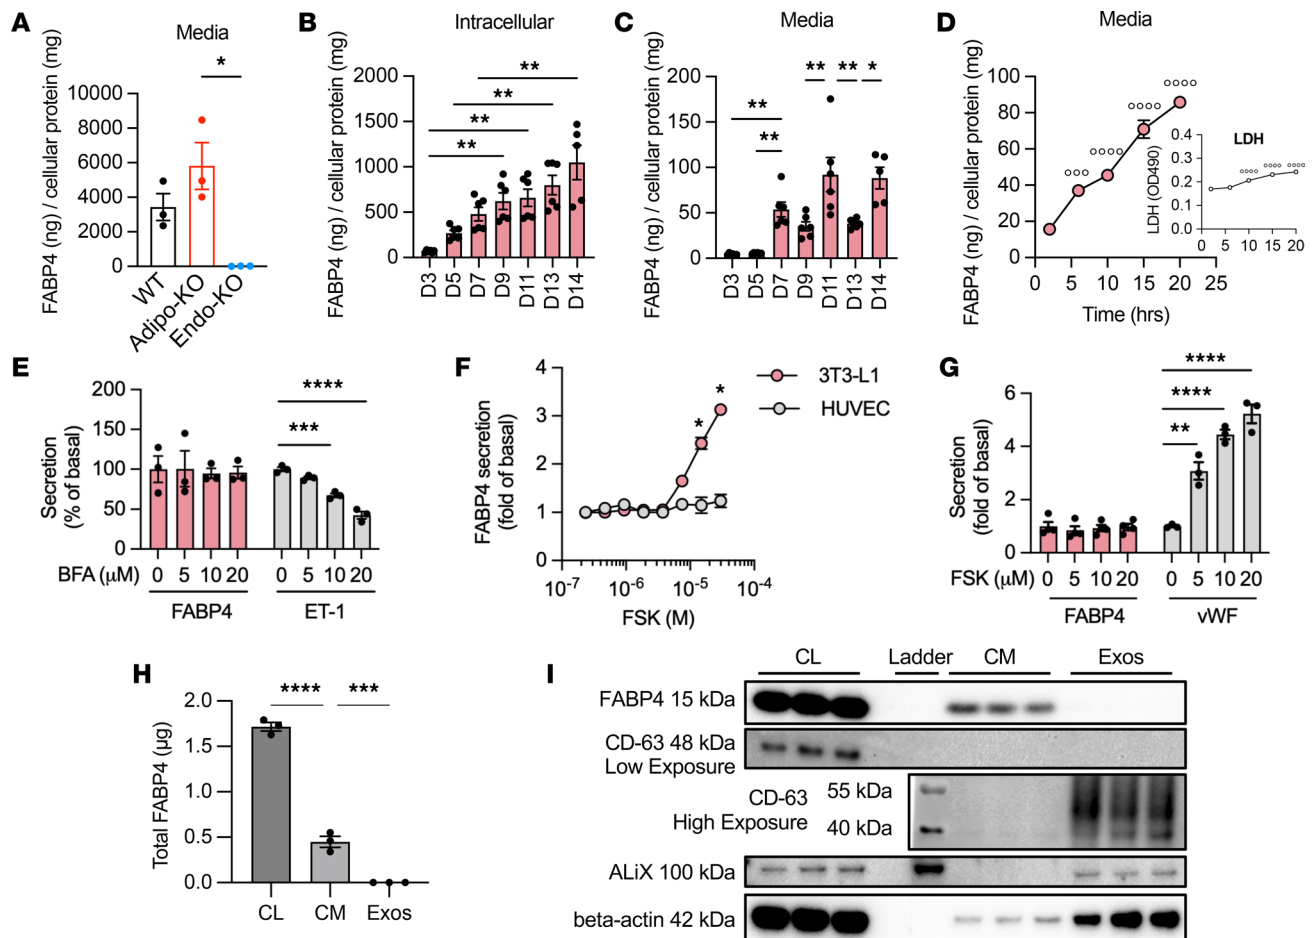 A
Media
FABP4 (ng) / cellular protein (mg)
10000
8000
6000
4000
2000
0
*
WT
Adipo-KO
Endo-KO
B
Intracellular
FABP4 (ng) / cellular protein (mg)
2000
1500
1000
500
0
**
**
**
**
D3
D5
D7
D9
D11
D13
D14
C
Media
FABP4 (ng) / cellular protein (mg)
200
150
100
50
0
**
**
**
**
*
D3
D5
D7
D9
D11
D13
D14
D
Media
FABP4 (ng) / cellular protein (mg)
100
80
60
40
20
0
0
5
10
15
20
25
Time (hrs)
°°°
°°°°
°°°°
°°°°
LDH
LDH (OD490)
0.4
0.3
0.2
0.1
0.0
0
5
10
15
20
°°°°
°°°°
°°°°
E
Secretion
(% of basal)
200
150
100
50
0
***
****
BFA (μM)
0 5 10 20
0 5 10 20
FABP4
ET-1
F
FABP4 secretion
(fold of basal)
4
3
2
1
0
*
*
3T3-L1
HUVEC
10-7
10-6
10-5
10-4
FSK (M)
G
Secretion
(fold of basal)
6
4
2
0
****
****
**
FSK (μM)
0 5 10 20
0 5 10 20
FABP4
vWF
H
Total FABP4 (μg)
2.0
1.5
1.0
0.5
0.0
****
***
CL
CM
Exos
I
CL
Ladder
CM
Exos
FABP4 15 kDa
CD-63 48 kDa
Low Exposure
CD-63
High Exposure
55 kDa
40 kDa
ALiX 100 kDa
beta-actin 42 kDa